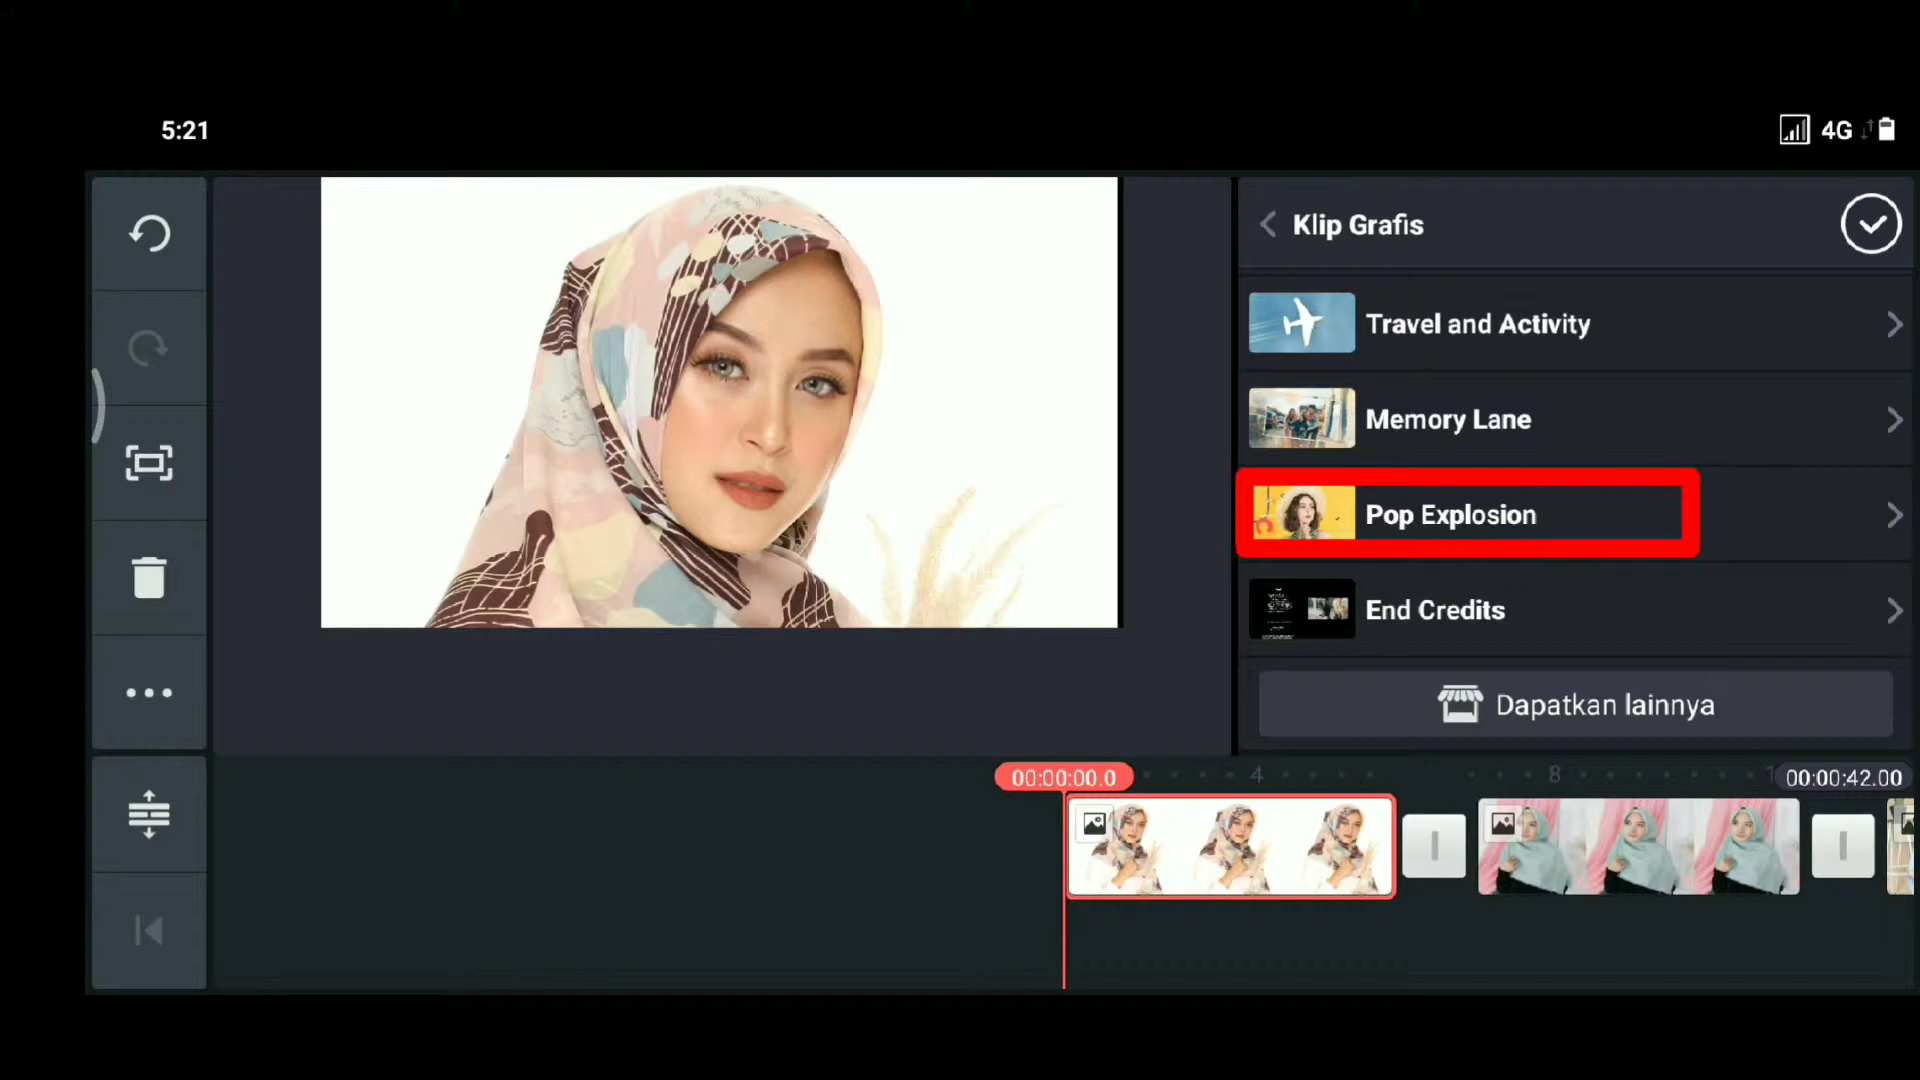 5:21
4G
Klip Grafis
Travel and Activity
Memory Lane
Pop Explosion
End Credits
Dapatkan lainnya
00:00:00.0
4
8
00:00:42.00